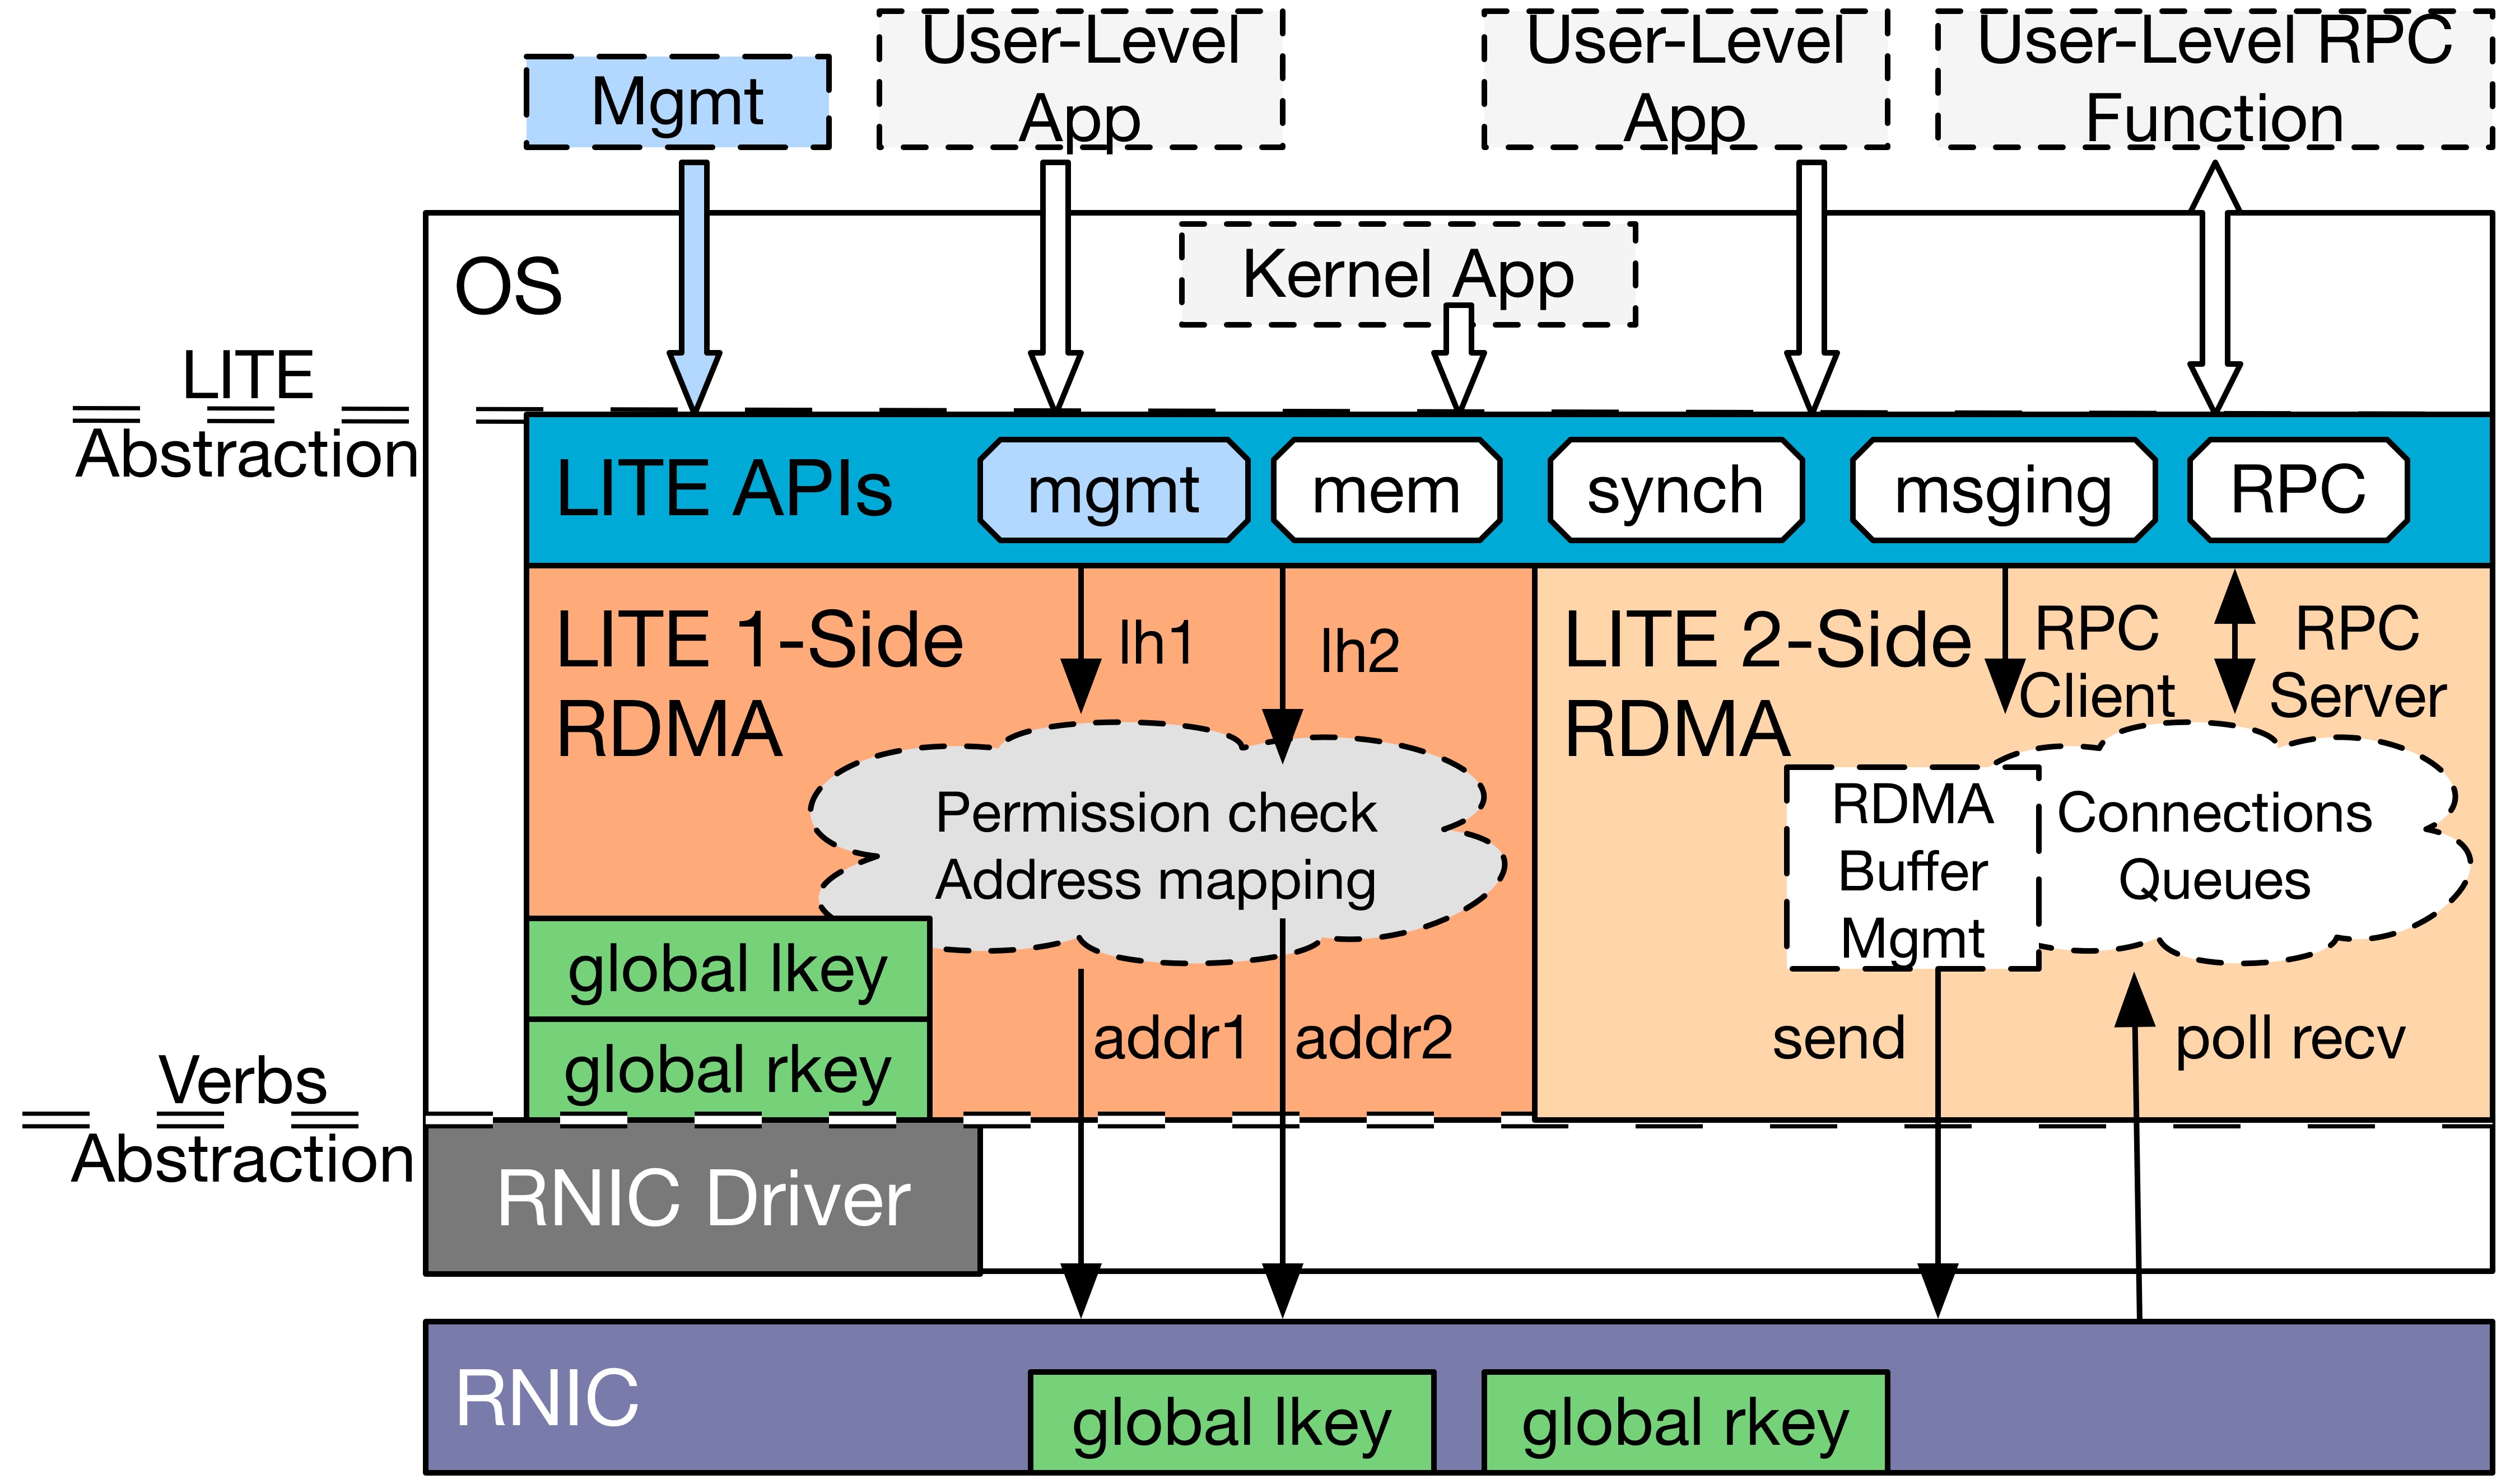 Mgmt
User-Level
App
User-Level
App
User-Level RPC
Function
OS
Kernel App
LITE
Abstraction
LITE APIs
mgmt
mem
synch
msging
RPC
LITE 1-Side
RDMA
lh1
lh2
Permission check
Address mapping
global lkey
global rkey
addr1
addr2
LITE 2-Side
RDMA
RPC
Client
RPC
Server
RDMA
Buffer
Mgmt
Connections
Queues
send
poll recv
Verbs
Abstraction
RNIC Driver
RNIC
global lkey
global rkey